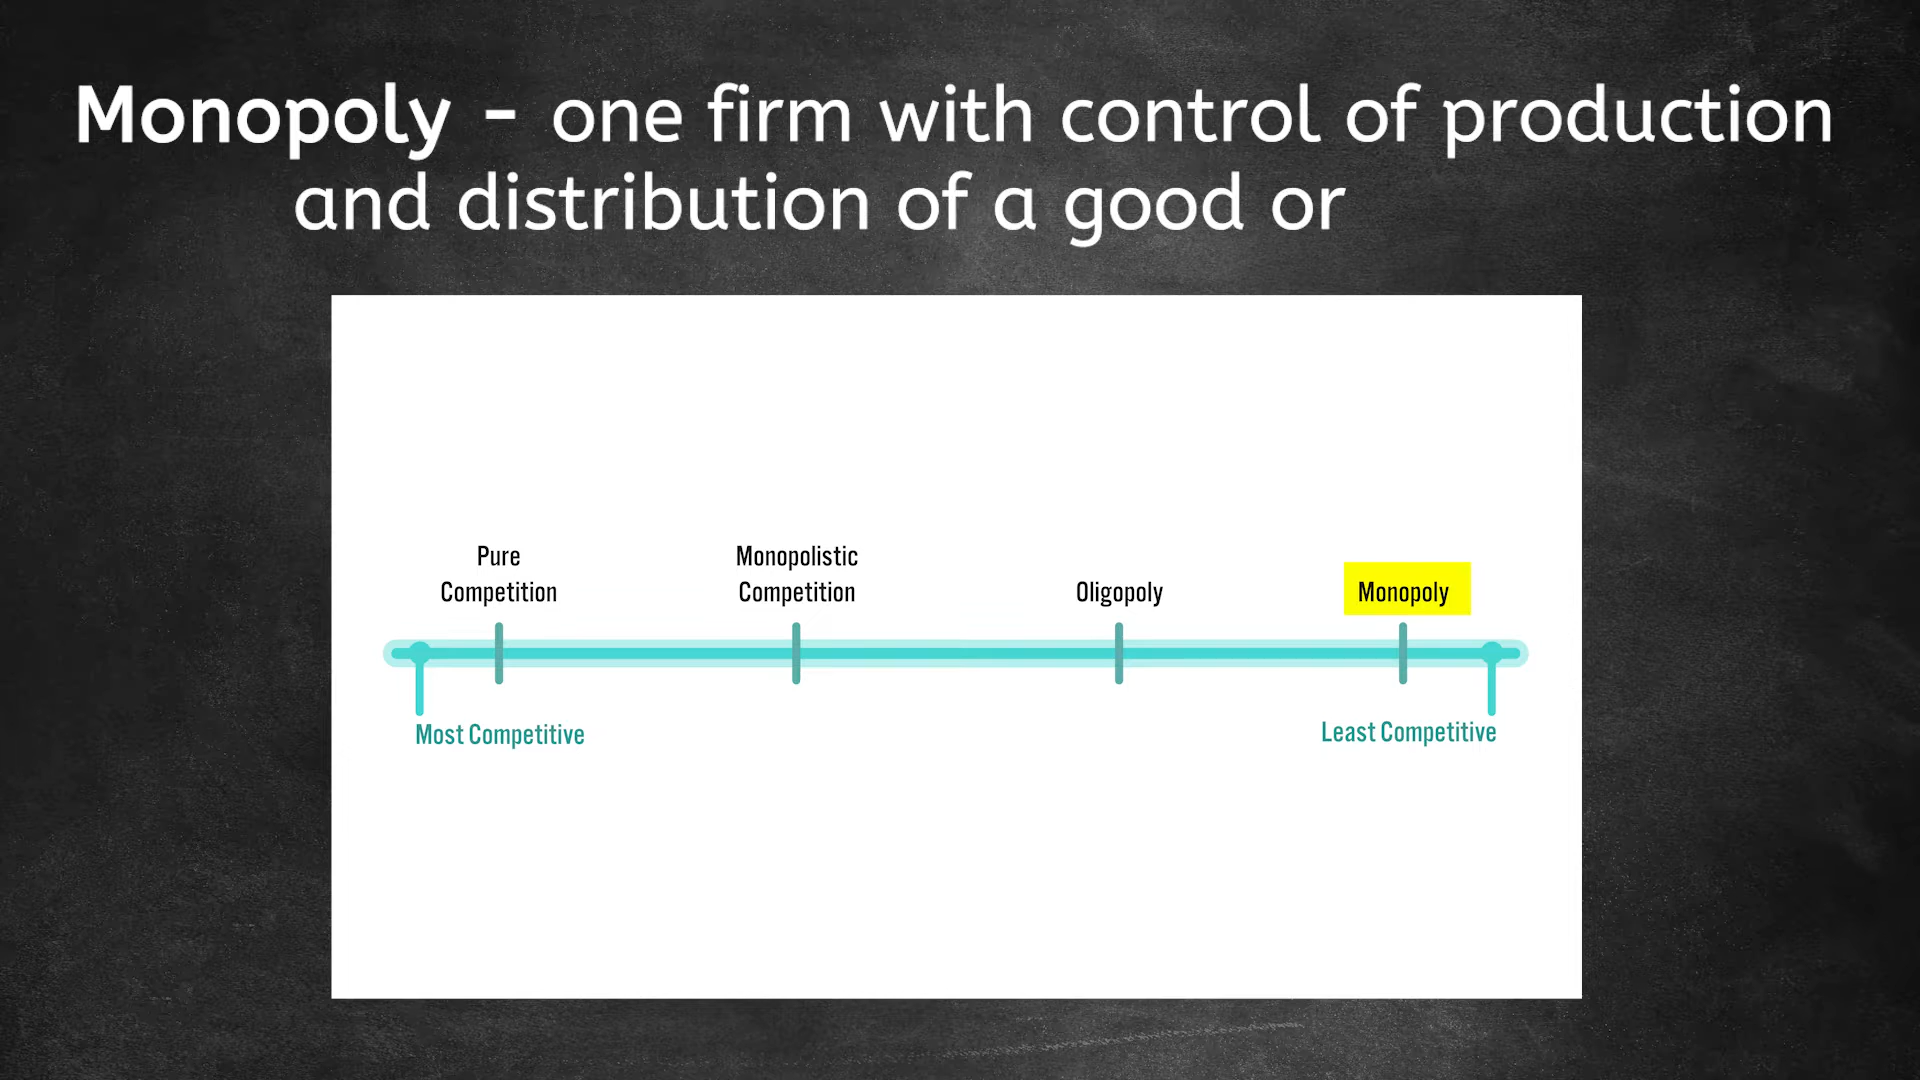 Monopoly - one firm with control of production
and distribution of a good or
Pure
Competition
Monopolistic
Competition
Oligopoly
Monopoly
Most Competitive
Least Competitive